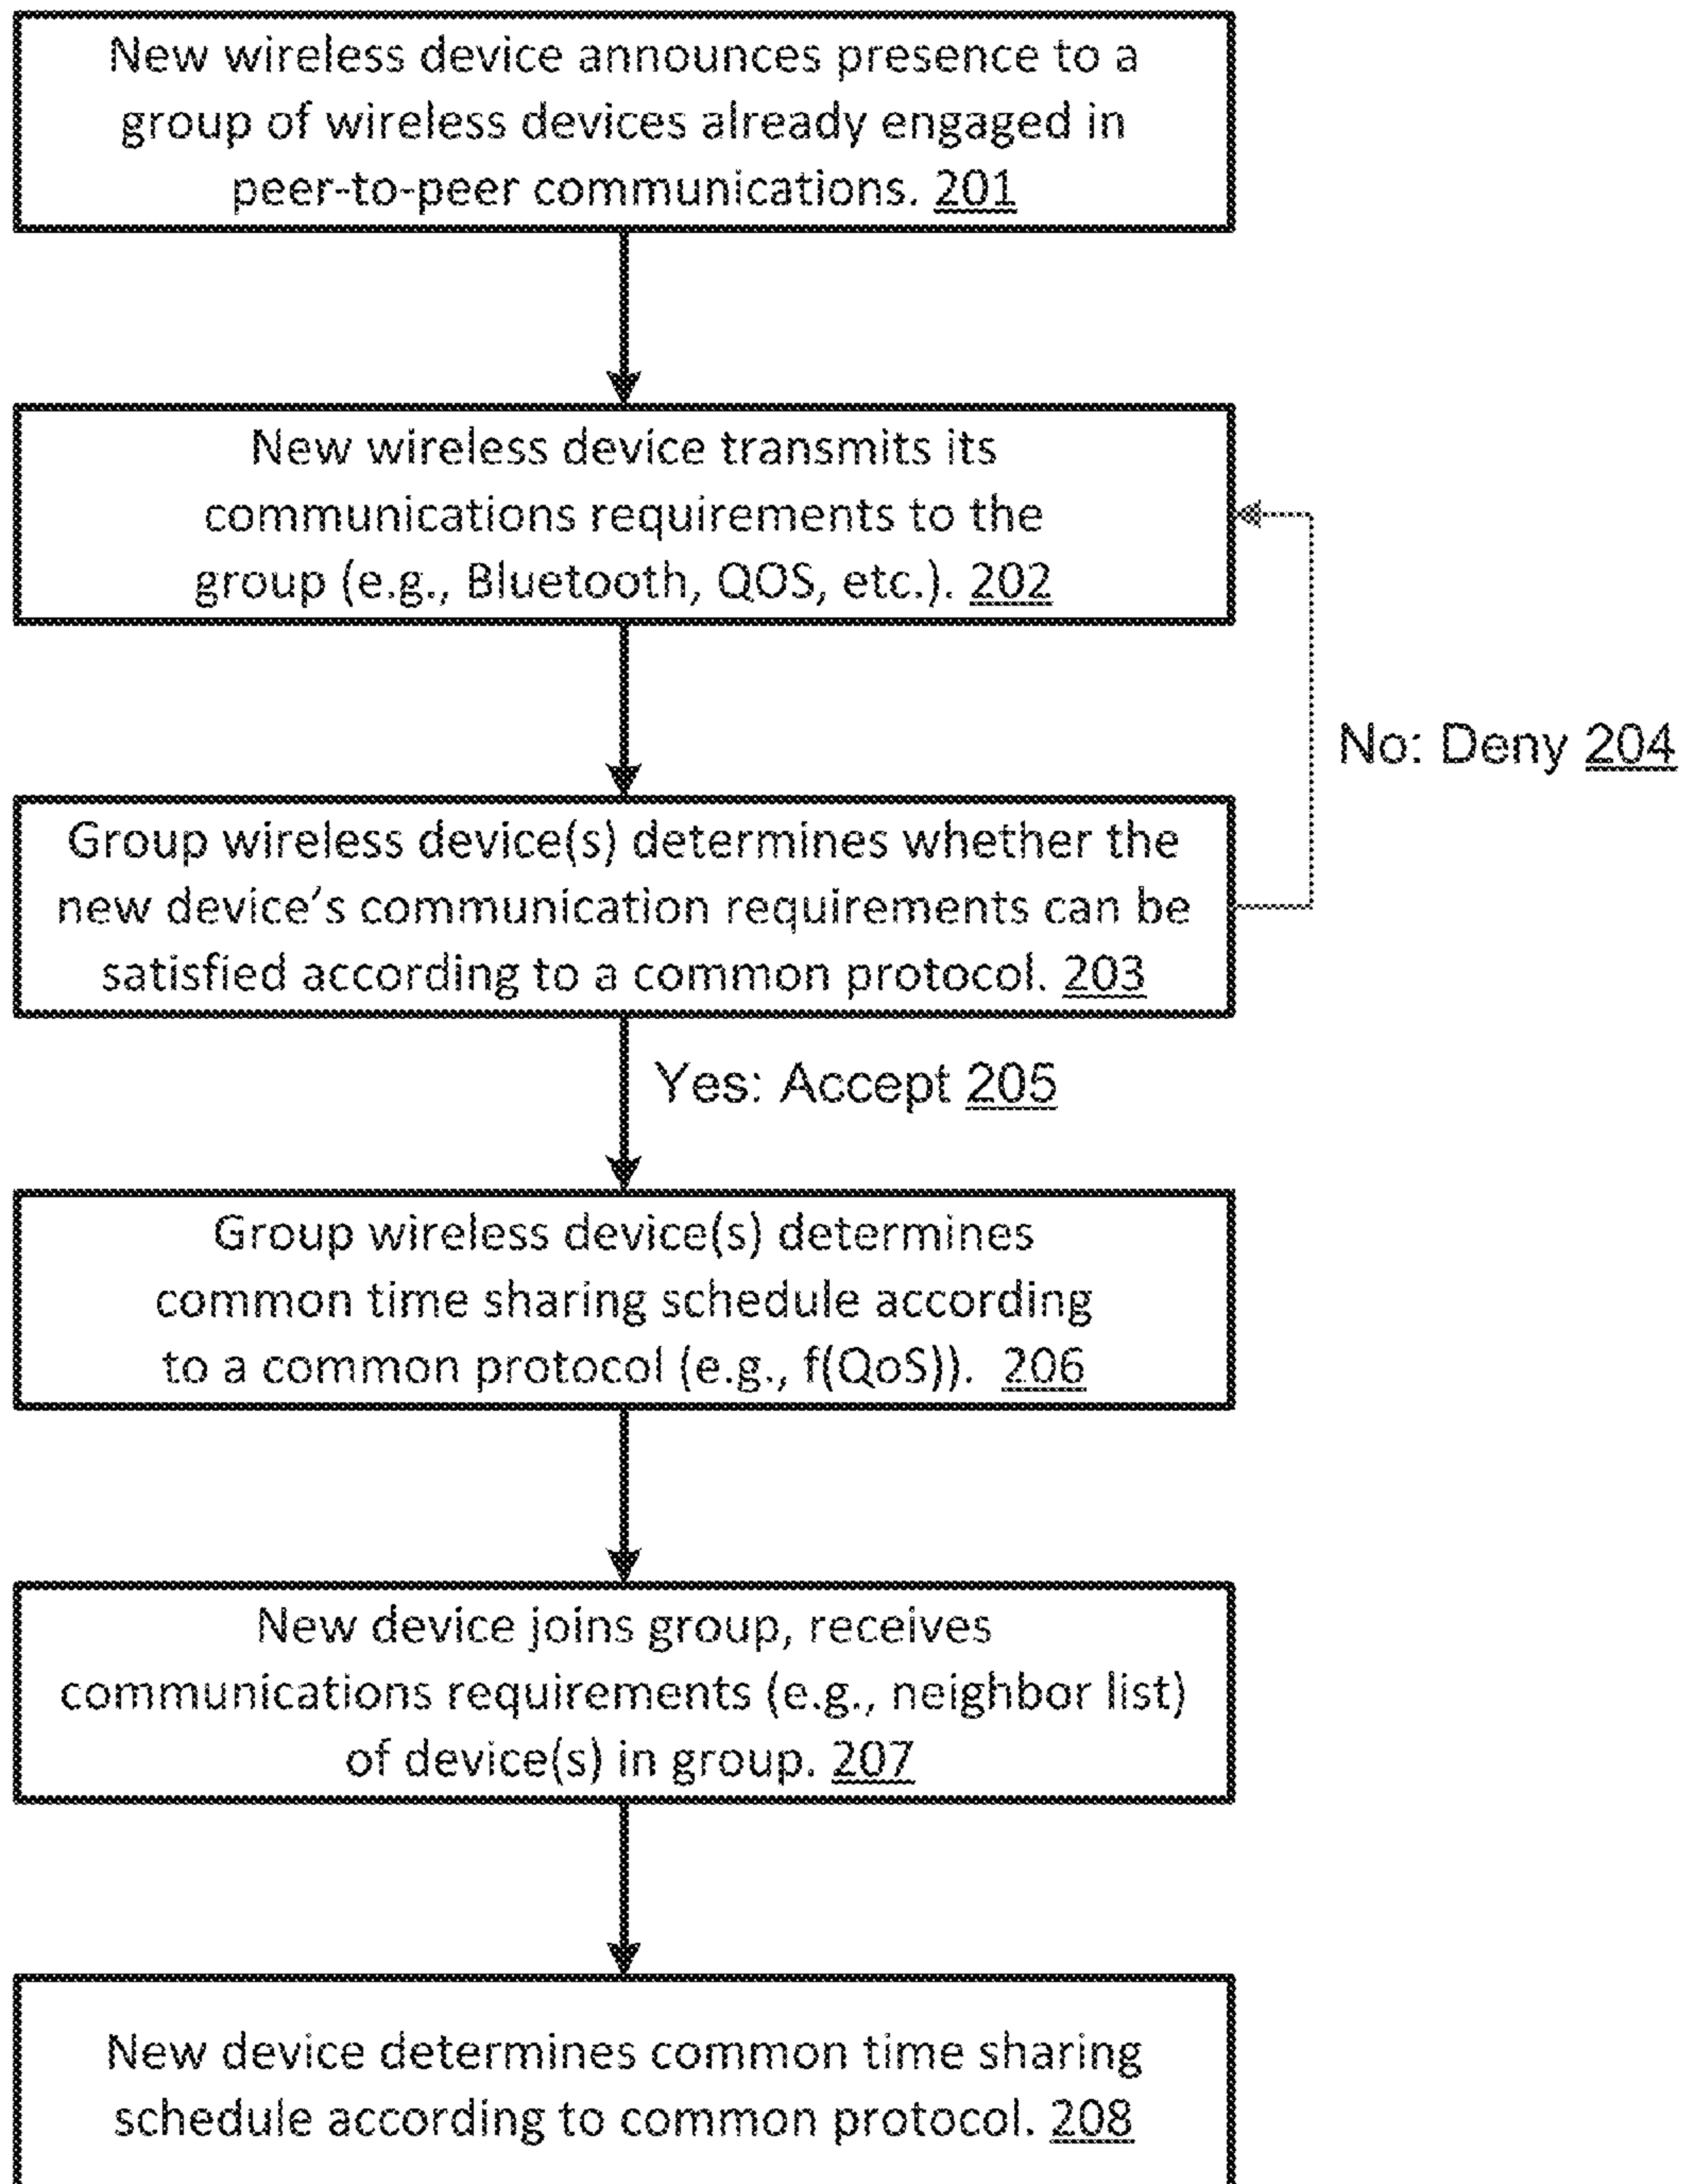 New wireless device announces presence to a
group of wireless devices already engaged in
peer-to-peer communications. 201
New wireless device transmits its
communications requirements to the
group (e.g., Bluetooth, QOS, etc.). 202
No: Deny 204
Group wireless device(s) determines whether the
new device's communication requirements can be
satisfied according to a common protocol. 203
Yes: Accept 205
Group wireless device(s) determines
common time sharing schedule according
to a common protocol (e.g., f(QoS)). 206
New device joins group, receives
communications requirements (e.g., neighbor list)
of device(s) in group. 207
New device determines common time sharing
schedule according to common protocol. 208